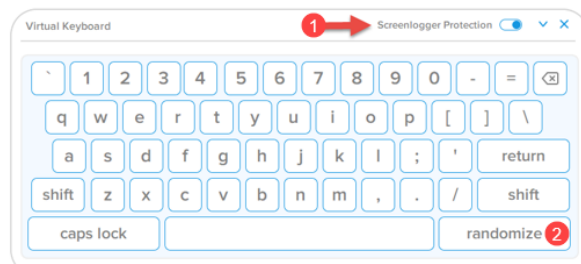 Virtual Keyboard 1 Screenlogger Protection
` 1 2 3 4 5 6 7 8 9 0 - =
q w e r t y u i o p [ ] \
a s d f g h j k l ; ' return
shift z x c v b n m , . / shift
caps lock randomize 2